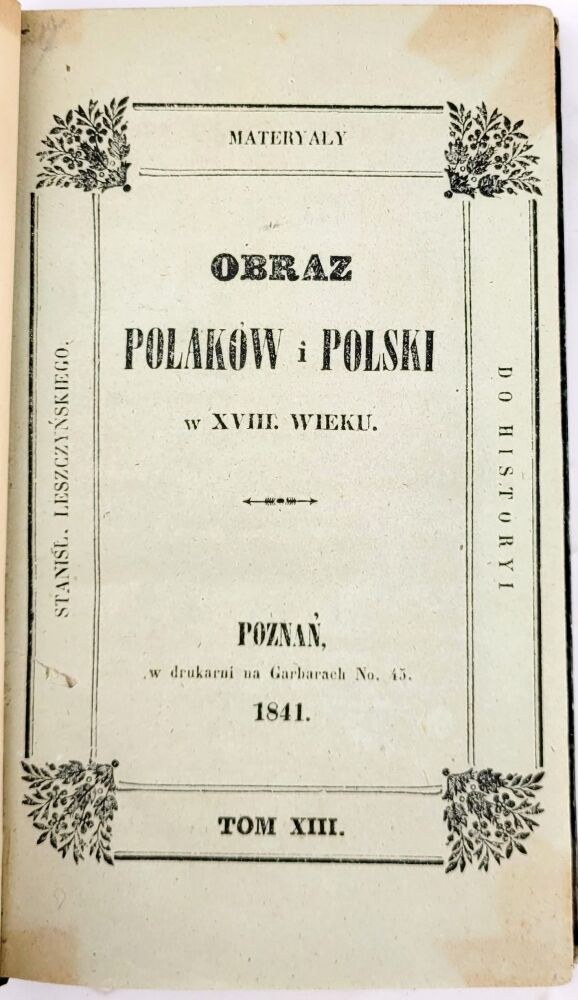 MATERYAŁY
DO HISTORYI
STANISŁ. LESZCZYŃSKIEGO.
OBRAZ
POLAKÓW i POLSKI
w XVIII. WIEKU.
POZNAŃ,
w drukarni na Garbarach No. 45.
1841.
TOM XIII.